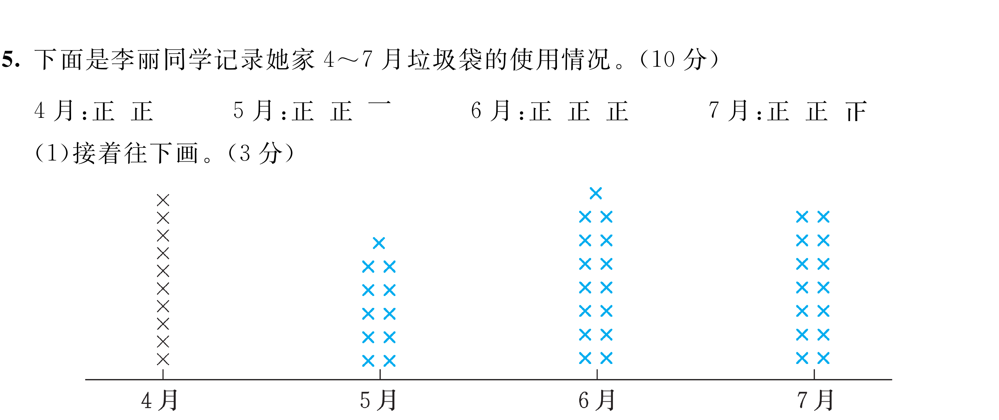 5. 下面是李丽同学记录她家 4～7 月垃圾袋的使用情况。(10 分)
4 月:正 正 5 月:正 正 一 6 月:正 正 正 7 月:正 正 𝍵
(1)接着往下画。(3 分)
4 月 5 月 6 月 7 月